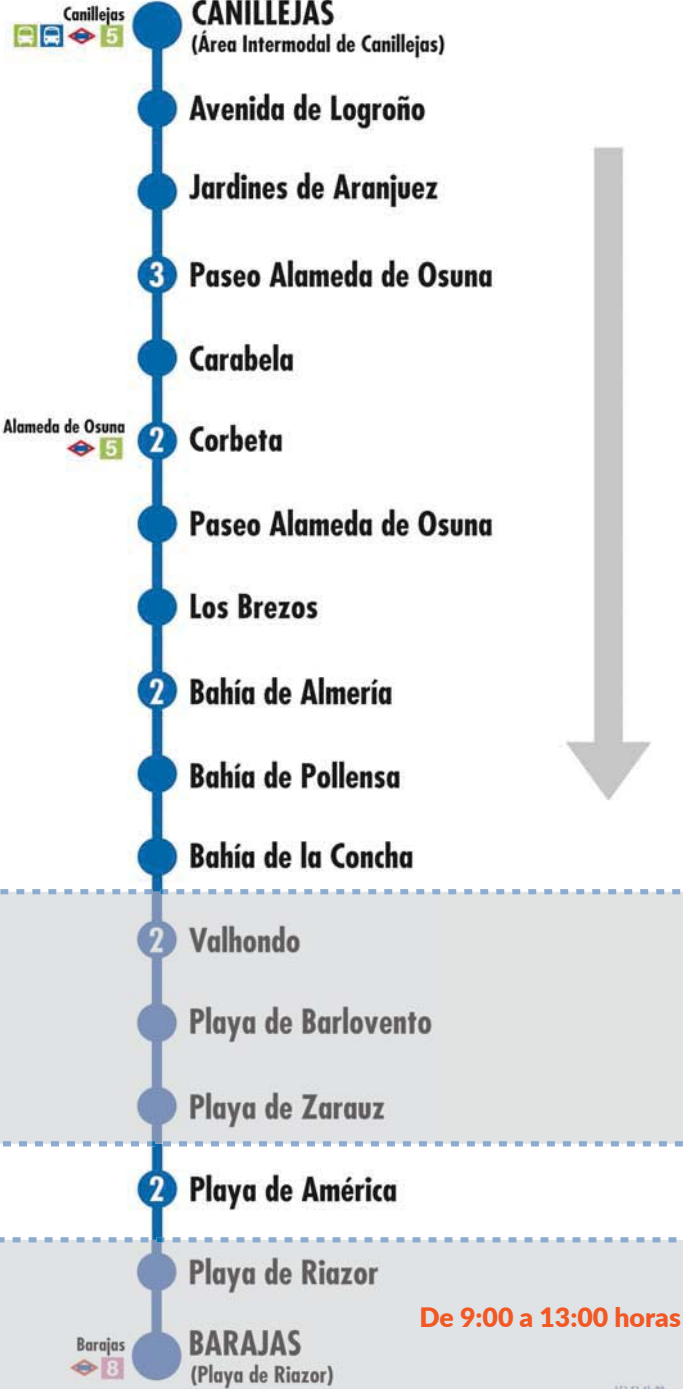 Canillejas
5
CANILLEJAS
(Área Intermodal de Canillejas)
Avenida de Logroño
Jardines de Aranjuez
3 Paseo Alameda de Osuna
Carabela
Alameda de Osuna
5
2 Corbeta
Paseo Alameda de Osuna
Los Brezos
2 Bahía de Almería
Bahía de Pollensa
Bahía de la Concha
2 Valhondo
Playa de Barlovento
Playa de Zarauz
2 Playa de América
Playa de Riazor
De 9:00 a 13:00 horas
Barajas
8
BARAJAS
(Playa de Riazor)